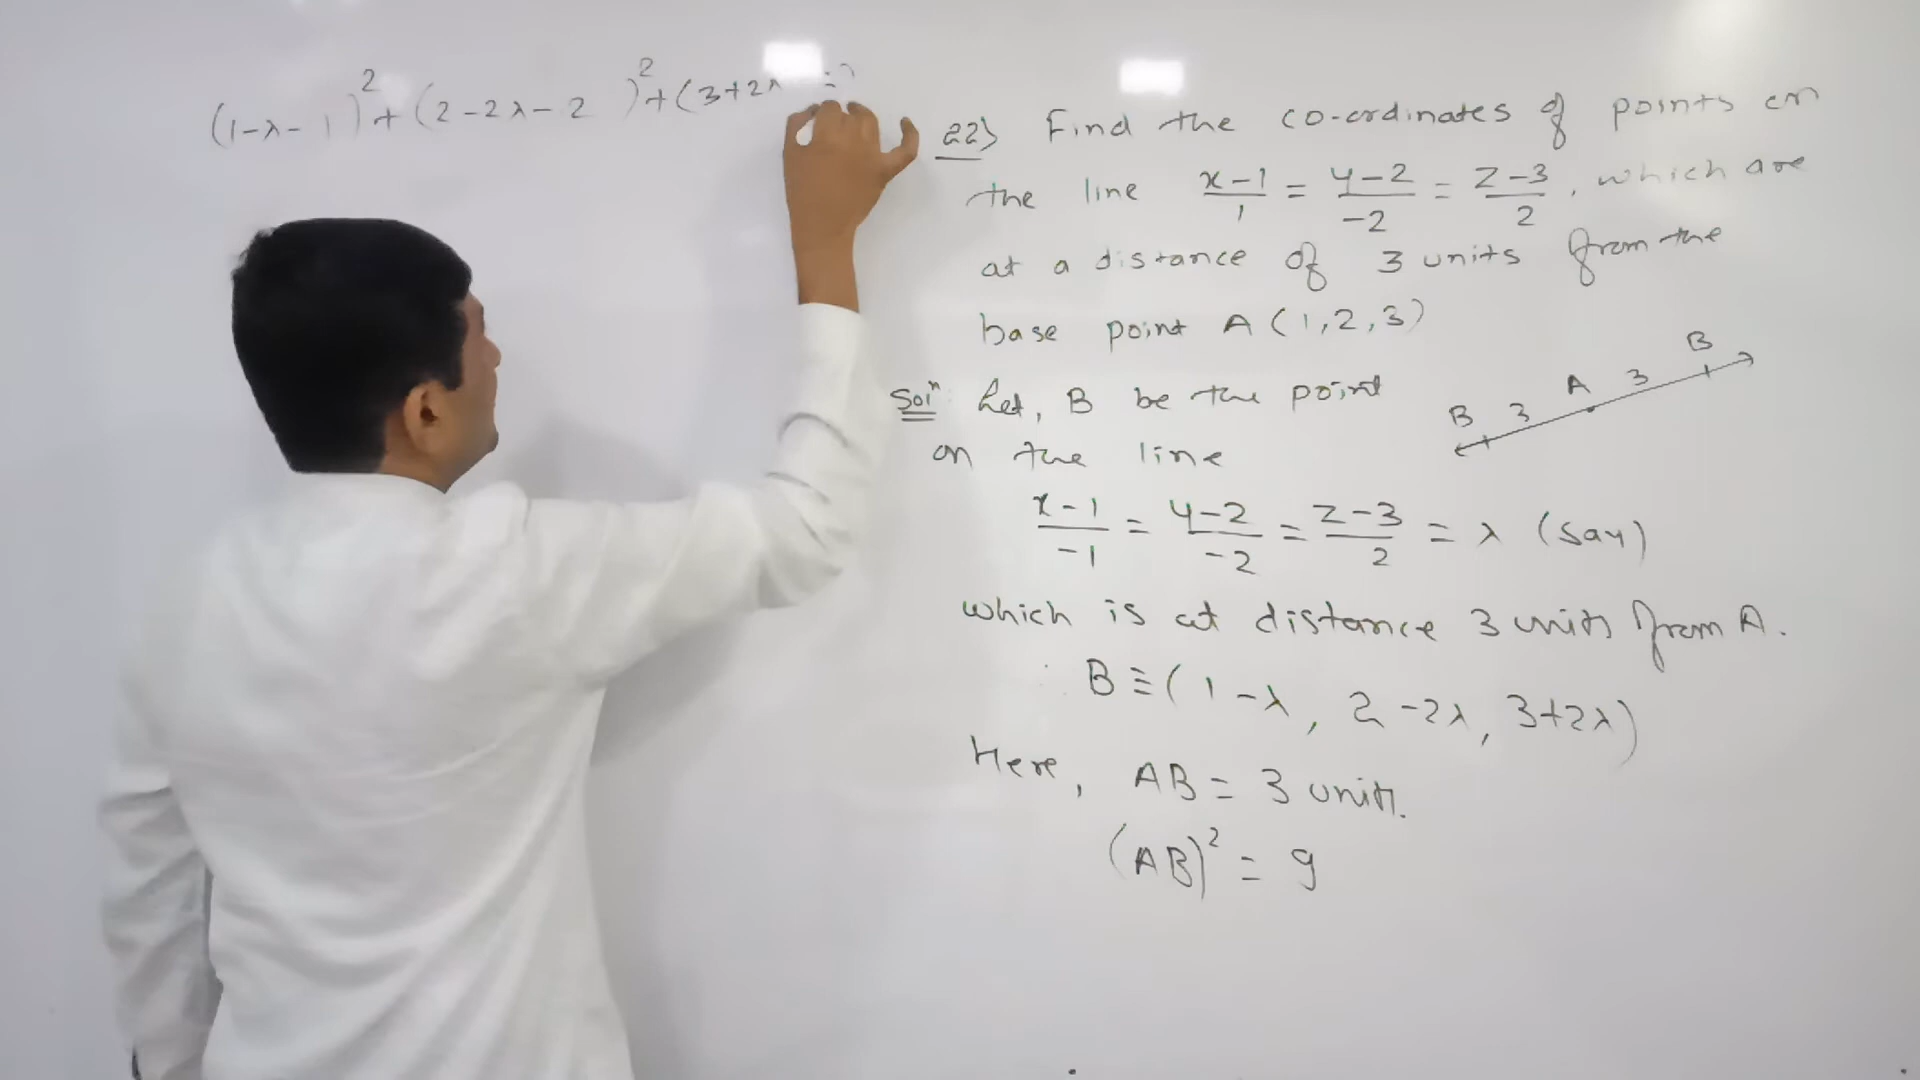 (1-λ-1)²+(2-2λ-2)²+(3+2λ
22) Find the co-ordinates of points on
the line x-1/1 = y-2/-2 = z-3/2, which are
at a distance of 3 units from the
base point A(1,2,3)
B 3 A 3 B
Solⁿ: Let, B be the point
on the line
x-1/-1 = y-2/-2 = z-3/2 = λ (say)
which is at distance 3 units from A.
B≡(1-λ, 2-2λ, 3+2λ)
Here, AB = 3 units.
(AB)² = 9